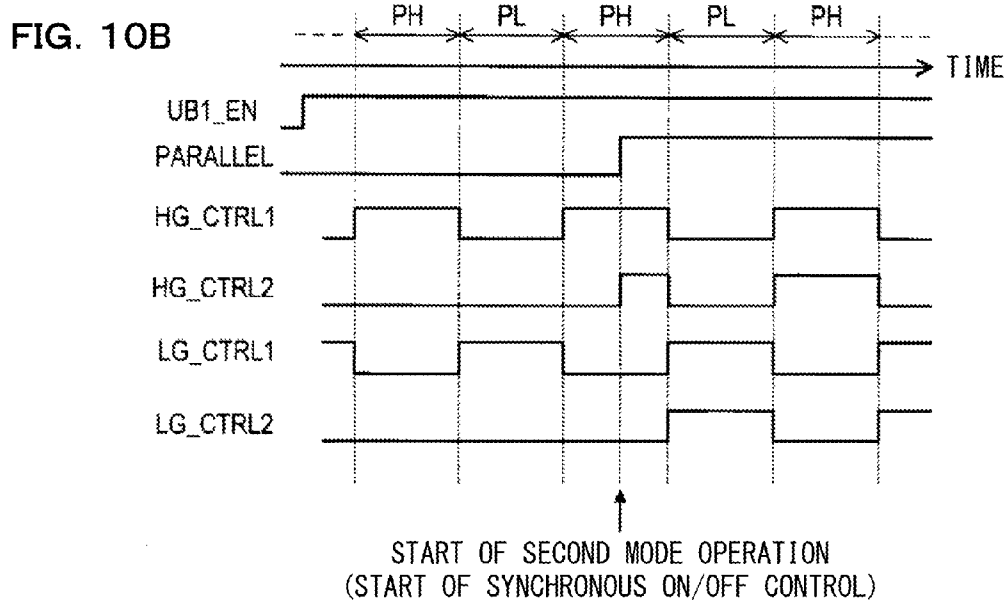 FIG. 10B
PH PL PH PL PH
TIME
UB1_EN
PARALLEL
HG_CTRL1
HG_CTRL2
LG_CTRL1
LG_CTRL2
START OF SECOND MODE OPERATION
(START OF SYNCHRONOUS ON/OFF CONTROL)